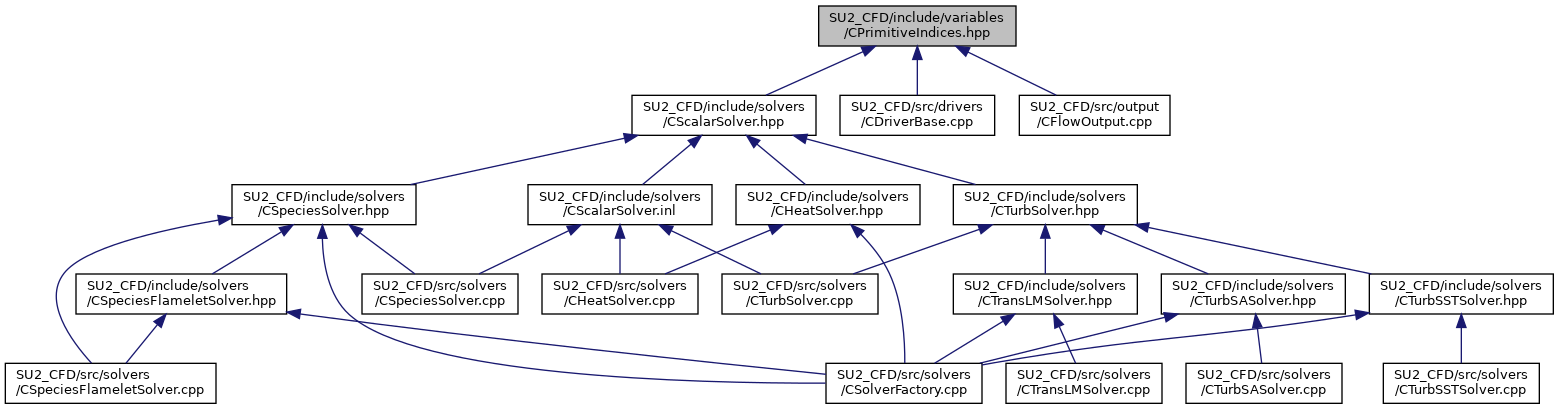 SU2_CFD/include/variables
/CPrimitiveIndices.hpp
SU2_CFD/include/solvers
/CScalarSolver.hpp
SU2_CFD/src/drivers
/CDriverBase.cpp
SU2_CFD/src/output
/CFlowOutput.cpp
SU2_CFD/include/solvers
/CSpeciesSolver.hpp
SU2_CFD/include/solvers
/CScalarSolver.inl
SU2_CFD/include/solvers
/CHeatSolver.hpp
SU2_CFD/include/solvers
/CTurbSolver.hpp
SU2_CFD/include/solvers
/CSpeciesFlameletSolver.hpp
SU2_CFD/src/solvers
/CSpeciesSolver.cpp
SU2_CFD/src/solvers
/CHeatSolver.cpp
SU2_CFD/src/solvers
/CTurbSolver.cpp
SU2_CFD/include/solvers
/CTransLMSolver.hpp
SU2_CFD/include/solvers
/CTurbSASolver.hpp
SU2_CFD/include/solvers
/CTurbSSTSolver.hpp
SU2_CFD/src/solvers
/CSpeciesFlameletSolver.cpp
SU2_CFD/src/solvers
/CSolverFactory.cpp
SU2_CFD/src/solvers
/CTransLMSolver.cpp
SU2_CFD/src/solvers
/CTurbSASolver.cpp
SU2_CFD/src/solvers
/CTurbSSTSolver.cpp